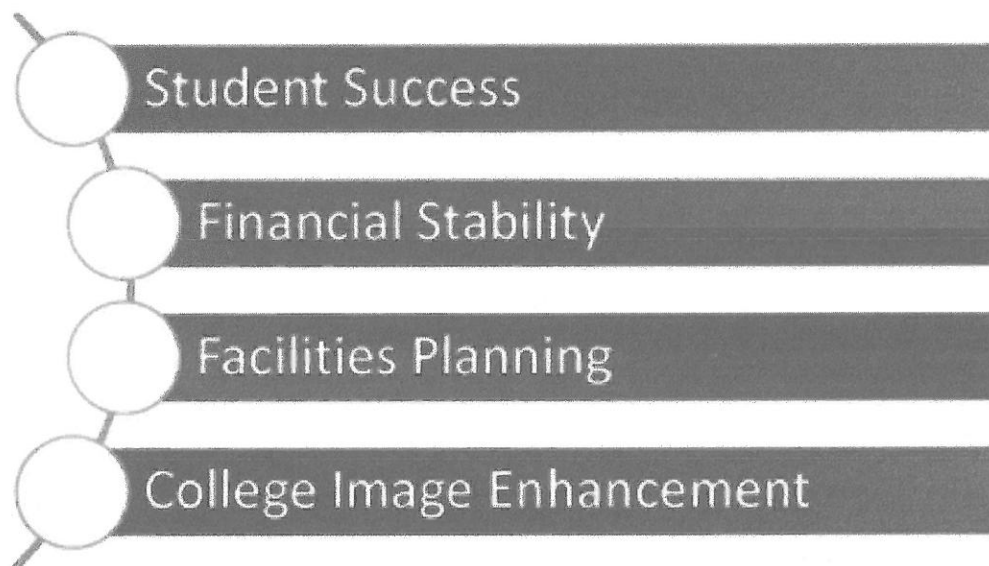 Student Success
Financial Stability
Facilities Planning
College Image Enhancement